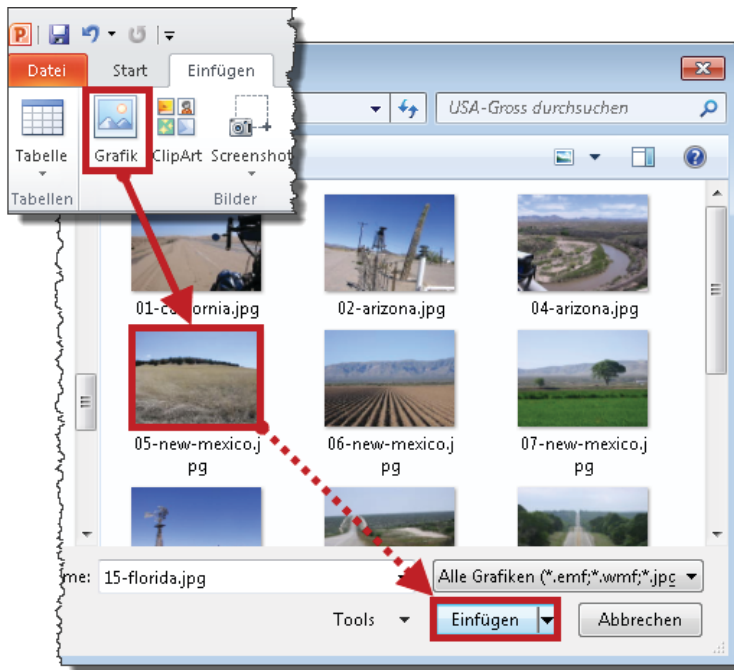 P
Datei Start Einfügen
Tabelle Grafik ClipArt Screenshot
Tabellen Bilder
USA-Gross durchsuchen
01-california.jpg 02-arizona.jpg 04-arizona.jpg
05-new-mexico.j 06-new-mexico.j 07-new-mexico.j
pg pg pg
me: 15-florida.jpg Alle Grafiken (*.emf;*.wmf;*.jpg
Tools Einfügen Abbrechen